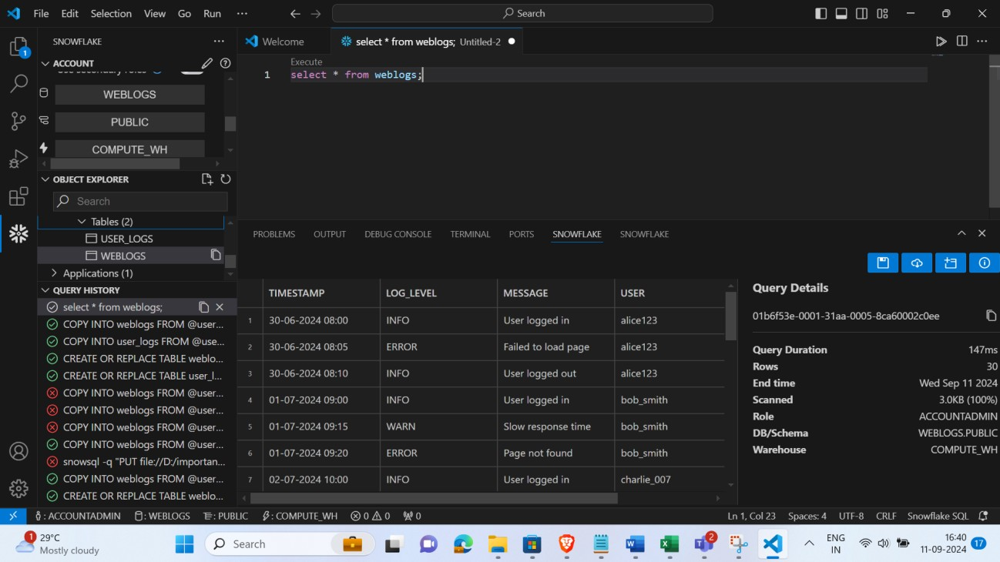 File Edit Selection View Go Run ··· Search
SNOWFLAKE
ACCOUNT
WEBLOGS
PUBLIC
COMPUTE_WH
OBJECT EXPLORER
Search
Tables (2)
USER_LOGS
WEBLOGS
Applications (1)
QUERY HISTORY
select * from weblogs;
COPY INTO weblogs FROM @user...
COPY INTO user_logs FROM @use...
CREATE OR REPLACE TABLE weblo...
CREATE OR REPLACE TABLE user_l...
COPY INTO weblogs FROM @user...
COPY INTO weblogs FROM @user...
COPY INTO weblogs FROM @user...
COPY INTO weblogs FROM @user...
snowsql -q "PUT file://D:/importan...
COPY INTO weblogs FROM @user...
CREATE OR REPLACE TABLE weblo...
1
Welcome select * from weblogs; Untitled-2
Execute
1 select * from weblogs;
PROBLEMS OUTPUT DEBUG CONSOLE TERMINAL PORTS SNOWFLAKE SNOWFLAKE
TIMESTAMP LOG_LEVEL MESSAGE USER
1 30-06-2024 08:00 INFO User logged in alice123
2 30-06-2024 08:05 ERROR Failed to load page alice123
3 30-06-2024 08:10 INFO User logged out alice123
4 01-07-2024 09:00 INFO User logged in bob_smith
5 01-07-2024 09:15 WARN Slow response time bob_smith
6 01-07-2024 09:20 ERROR Page not found bob_smith
7 02-07-2024 10:00 INFO User logged in charlie_007
Query Details
01b6f53e-0001-31aa-0005-8ca60002c0ee
Query Duration 147ms
Rows 30
End time Wed Sep 11 2024
Scanned 3.0KB (100%)
Role ACCOUNTADMIN
DB/Schema WEBLOGS.PUBLIC
Warehouse COMPUTE_WH
: ACCOUNTADMIN : WEBLOGS : PUBLIC : COMPUTE_WH 0 0 0 Ln 1, Col 23 Spaces: 4 UTF-8 CRLF Snowflake SQL
1 29°C
Mostly cloudy
Search
2
ENG
IN
16:40
11-09-2024
17